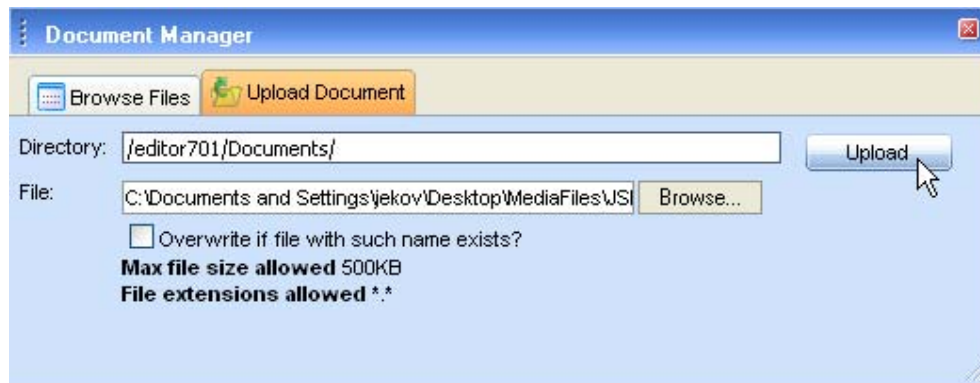 Document Manager
Browse Files Upload Document
Directory: /editor701/Documents/ Upload
File: C:\Documents and Settings\jekov\Desktop\MediaFiles\JS Browse...
Overwrite if file with such name exists?
Max file size allowed 500KB
File extensions allowed *.*